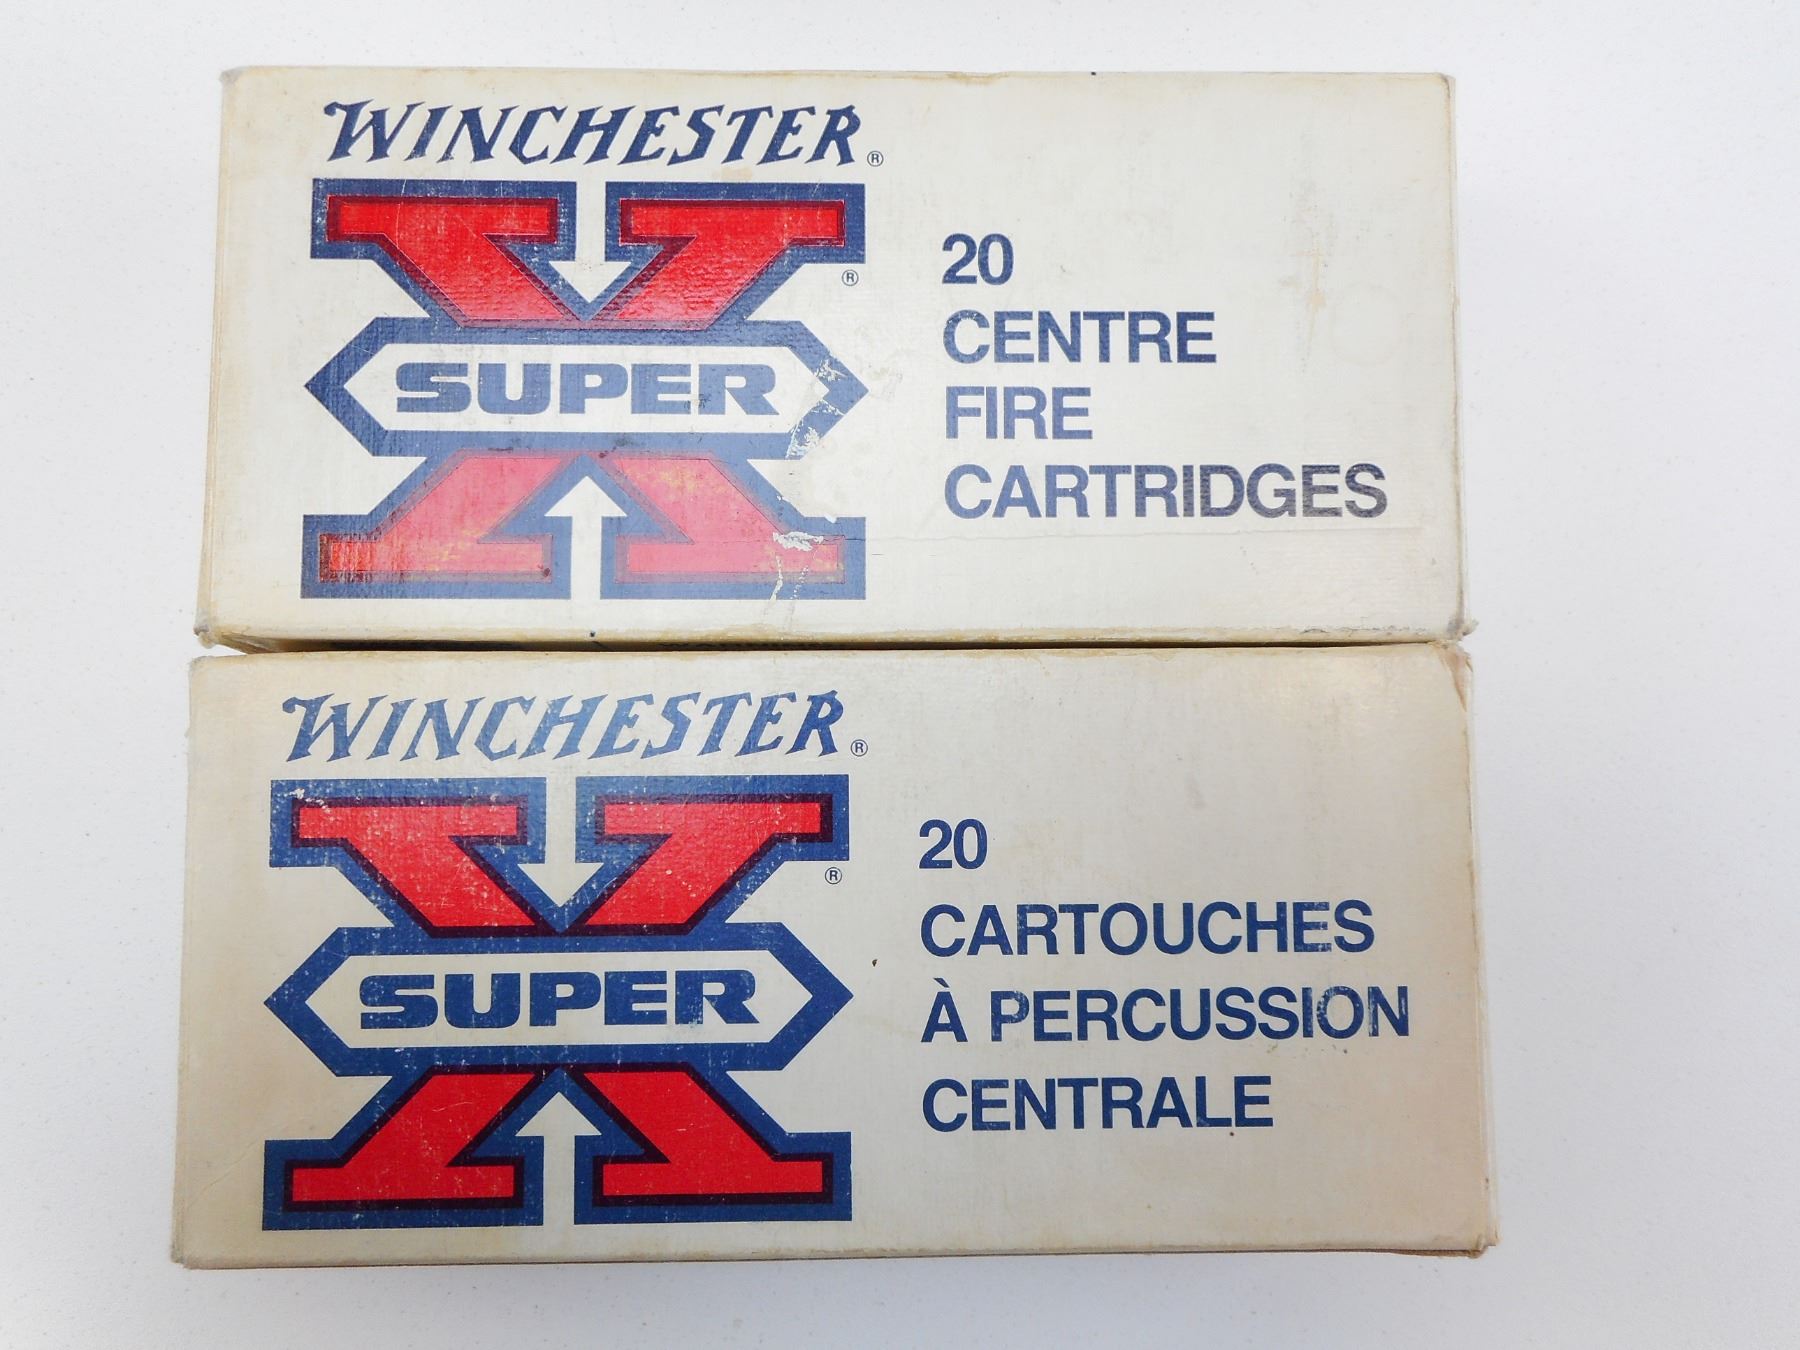 WINCHESTER®
®
SUPER
20
CENTRE
FIRE
CARTRIDGES
WINCHESTER®
®
SUPER
20
CARTOUCHES
À PERCUSSION
CENTRALE